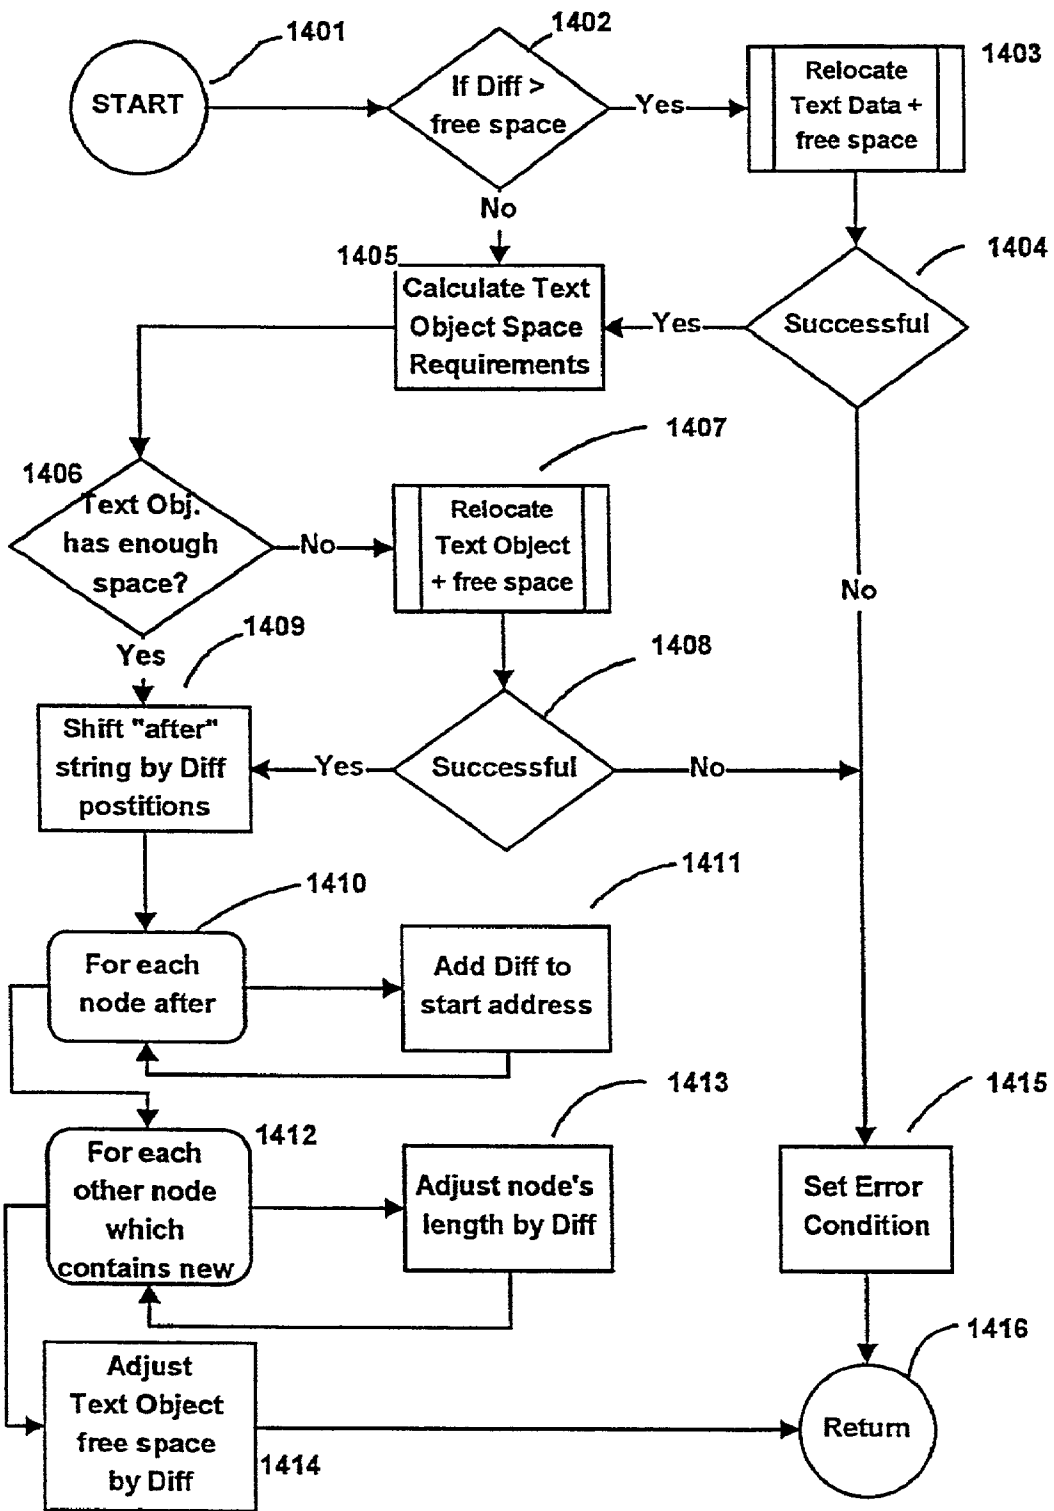 1401
START
1402
If Diff >
free space
Yes
1403
Relocate
Text Data +
free space
No
1404
Successful
Yes
1405
Calculate Text
Object Space
Requirements
No
1406
Text Obj.
has enough
space?
No
1407
Relocate
Text Object
+ free space
Yes
1408
Successful
Yes
No
1409
Shift "after"
string by Diff
postitions
1410
For each
node after
1411
Add Diff to
start address
1412
For each
other node
which
contains new
1413
Adjust node's
length by Diff
1415
Set Error
Condition
1414
Adjust
Text Object
free space
by Diff
1416
Return